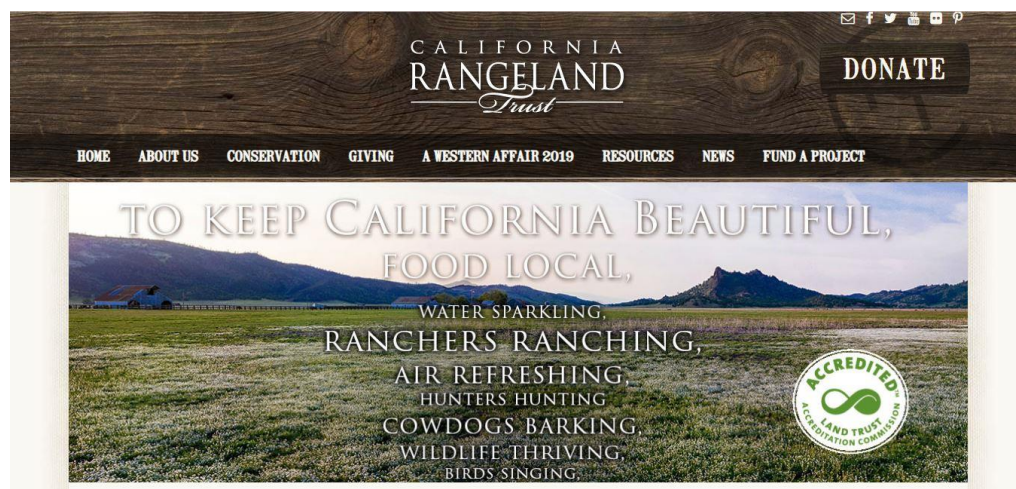 CALIFORNIA
RANGELAND
Trust
DONATE
HOME ABOUT US CONSERVATION GIVING A WESTERN AFFAIR 2019 RESOURCES NEWS FUND A PROJECT
TO KEEP CALIFORNIA BEAUTIFUL,
FOOD LOCAL,
WATER SPARKLING,
RANCHERS RANCHING,
AIR REFRESHING,
HUNTERS HUNTING
COWDOGS BARKING,
WILDLIFE THRIVING,
BIRDS SINGING,
ACCREDITED
LAND TRUST
ACCREDITATION COMMISSION